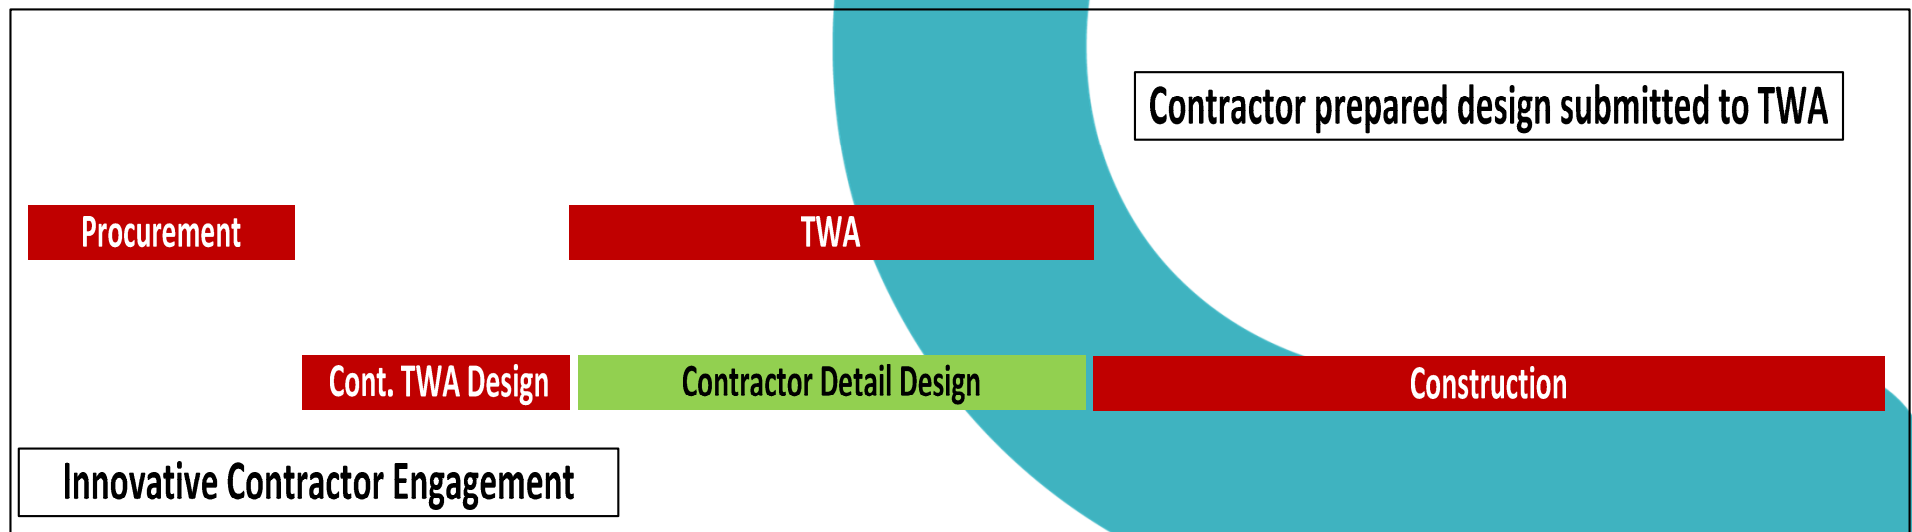 Contractor prepared design submitted to TWA
Procurement
TWA
Cont. TWA Design
Contractor Detail Design
Construction
Innovative Contractor Engagement